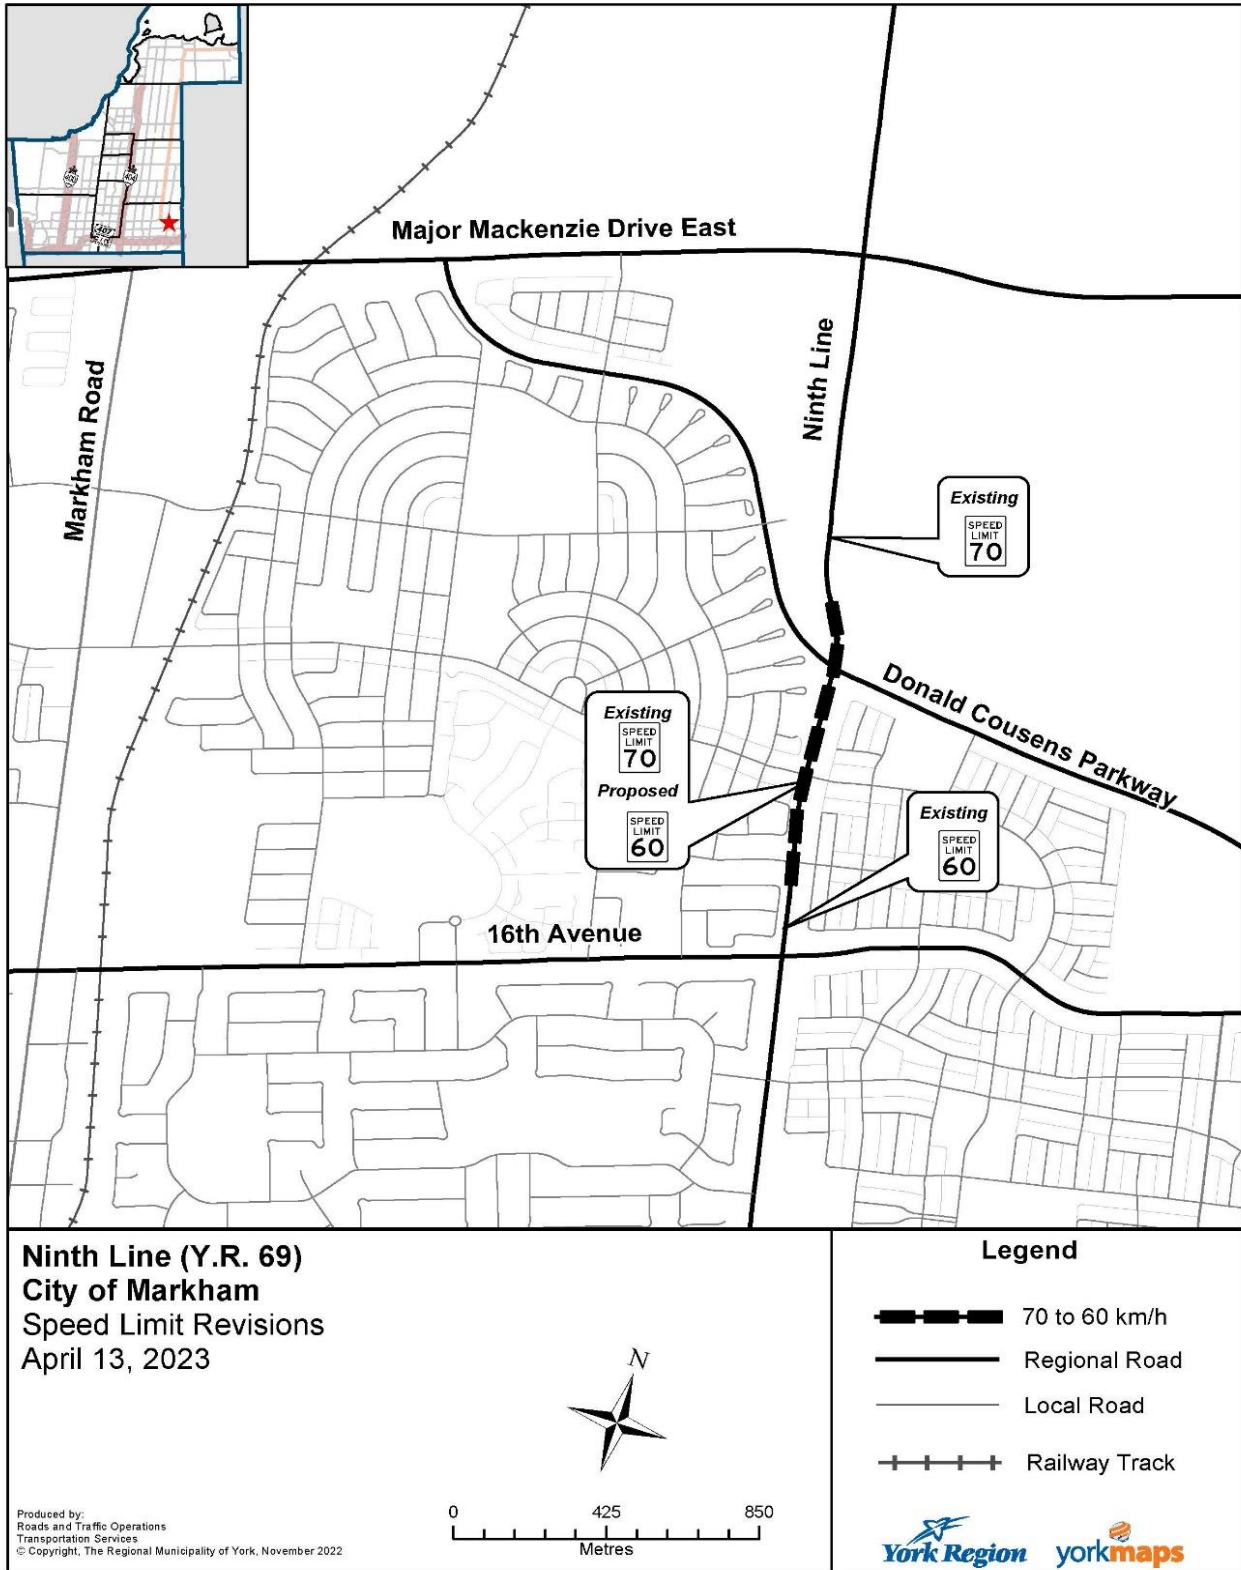 Major Mackenzie Drive East
Markham Road
Ninth Line
Existing
SPEED
LIMIT
70
Donald Cousens Parkway
Existing
SPEED
LIMIT
70
Proposed
SPEED
LIMIT
60
Existing
SPEED
LIMIT
60
16th Avenue
Ninth Line (Y.R. 69)
City of Markham
Speed Limit Revisions
April 13, 2023
N
Produced by:
Roads and Traffic Operations
Transportation Services
© Copyright, The Regional Municipality of York, November 2022
0 425 850
Metres
Legend
70 to 60 km/h
Regional Road
Local Road
Railway Track
York Region
yorkmaps